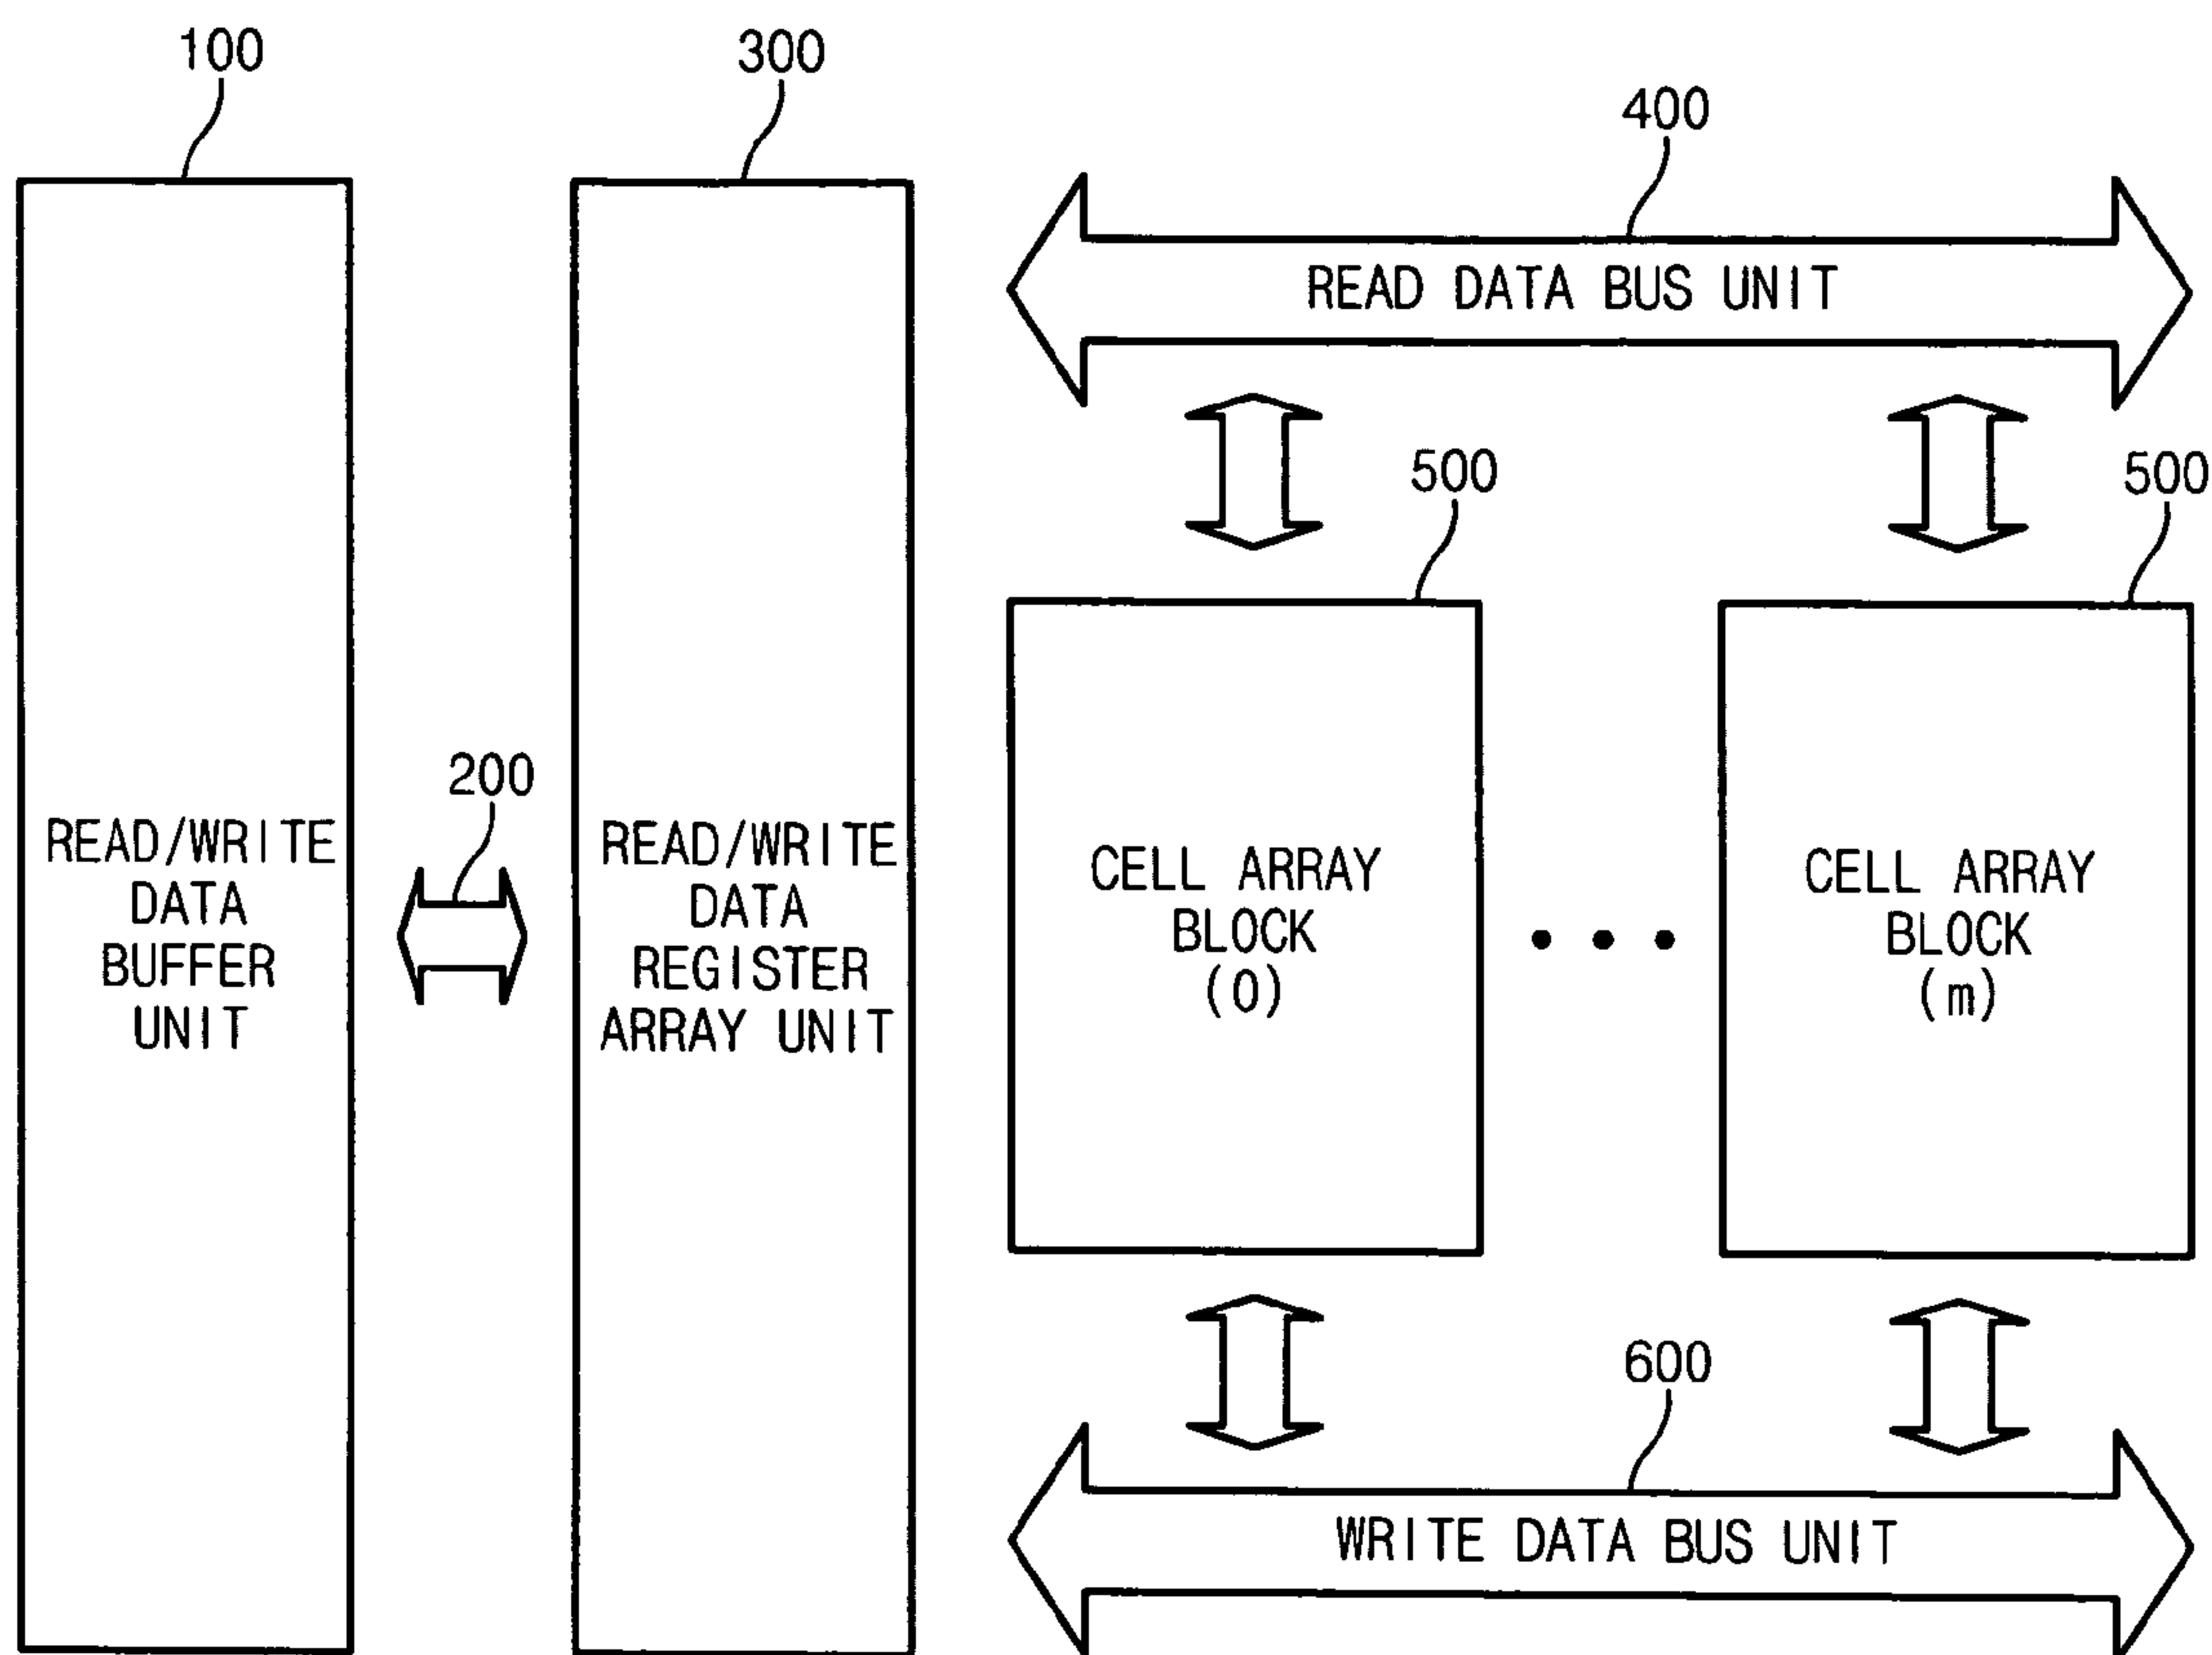 100
300
400
READ DATA BUS UNIT
500
500
200
READ/WRITE
DATA
BUFFER
UNIT
READ/WRITE
DATA
REGISTER
ARRAY UNIT
CELL ARRAY
BLOCK
(0)
• • •
CELL ARRAY
BLOCK
(m)
600
WRITE DATA BUS UNIT